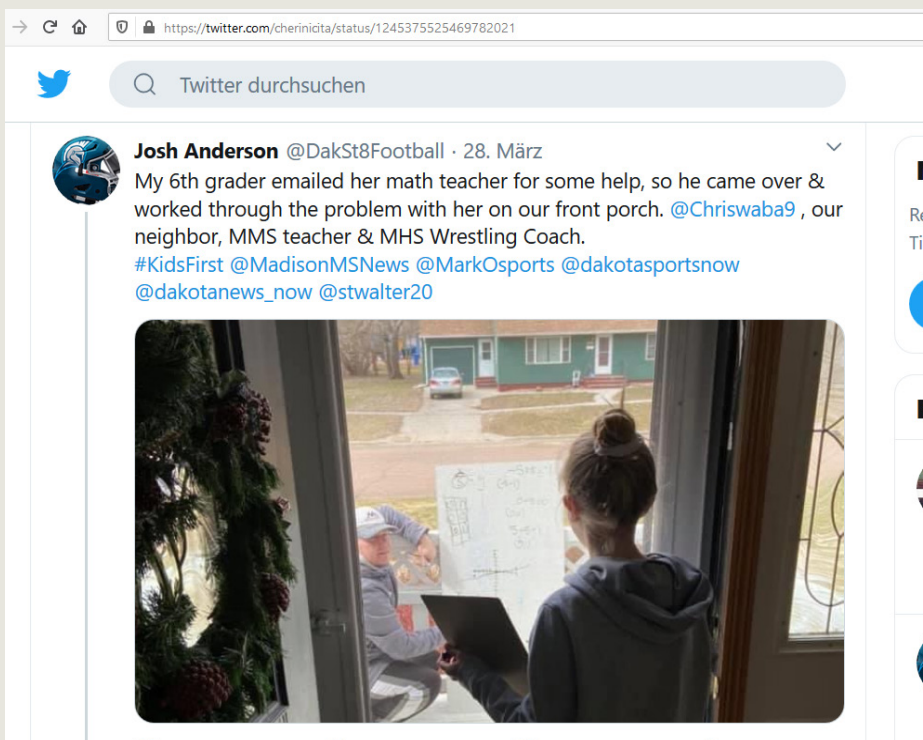 https://twitter.com/cherinicita/status/1245375525469782021
Twitter durchsuchen
Josh Anderson @DakSt8Football · 28. März
My 6th grader emailed her math teacher for some help, so he came over &
worked through the problem with her on our front porch. @Chriswaba9 , our
neighbor, MMS teacher & MHS Wrestling Coach.
#KidsFirst @MadisonMSNews @MarkOsports @dakotasportsnow
@dakotanews_now @stwalter20